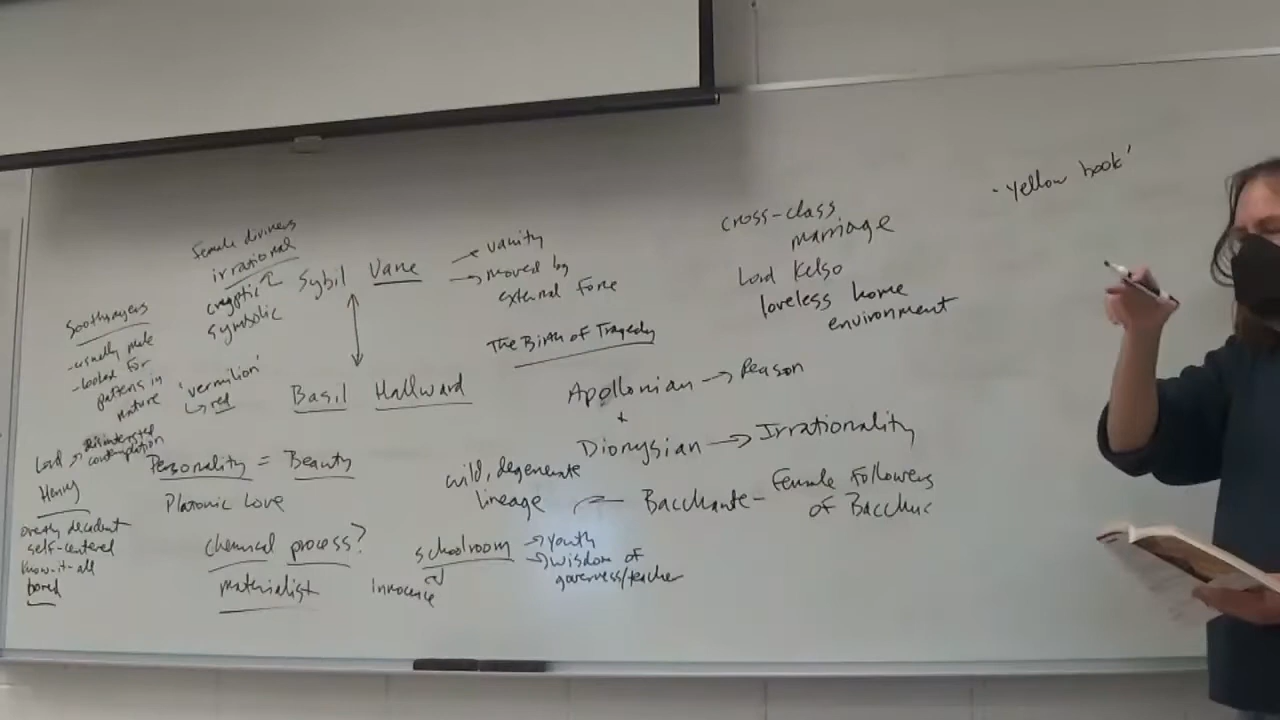 Female diviners
irrational
cryptic
symbolic
Sybil Vane
→ vanity
→ moved by
external force
Soothsayers
-usually male
-looked for
patterns in
nature
'vermilion'
↳ red
Basil Hallward
The Birth of Tragedy
Lord → disinterested
contemplation
Henry
overly decadent
self-centered
know-it-all
bored
Personality = Beauty
Platonic Love
chemical process?
materialist
Apollonian → Reason
+
Dionysian → Irrationality
Bacchante - Female followers
of Bacchus
wild, degenerate
lineage
schoolroom → youth
→ wisdom of
governess/teacher
innocence
cross-class
marriage
Lord Kelso
loveless home
environment
- 'yellow book'